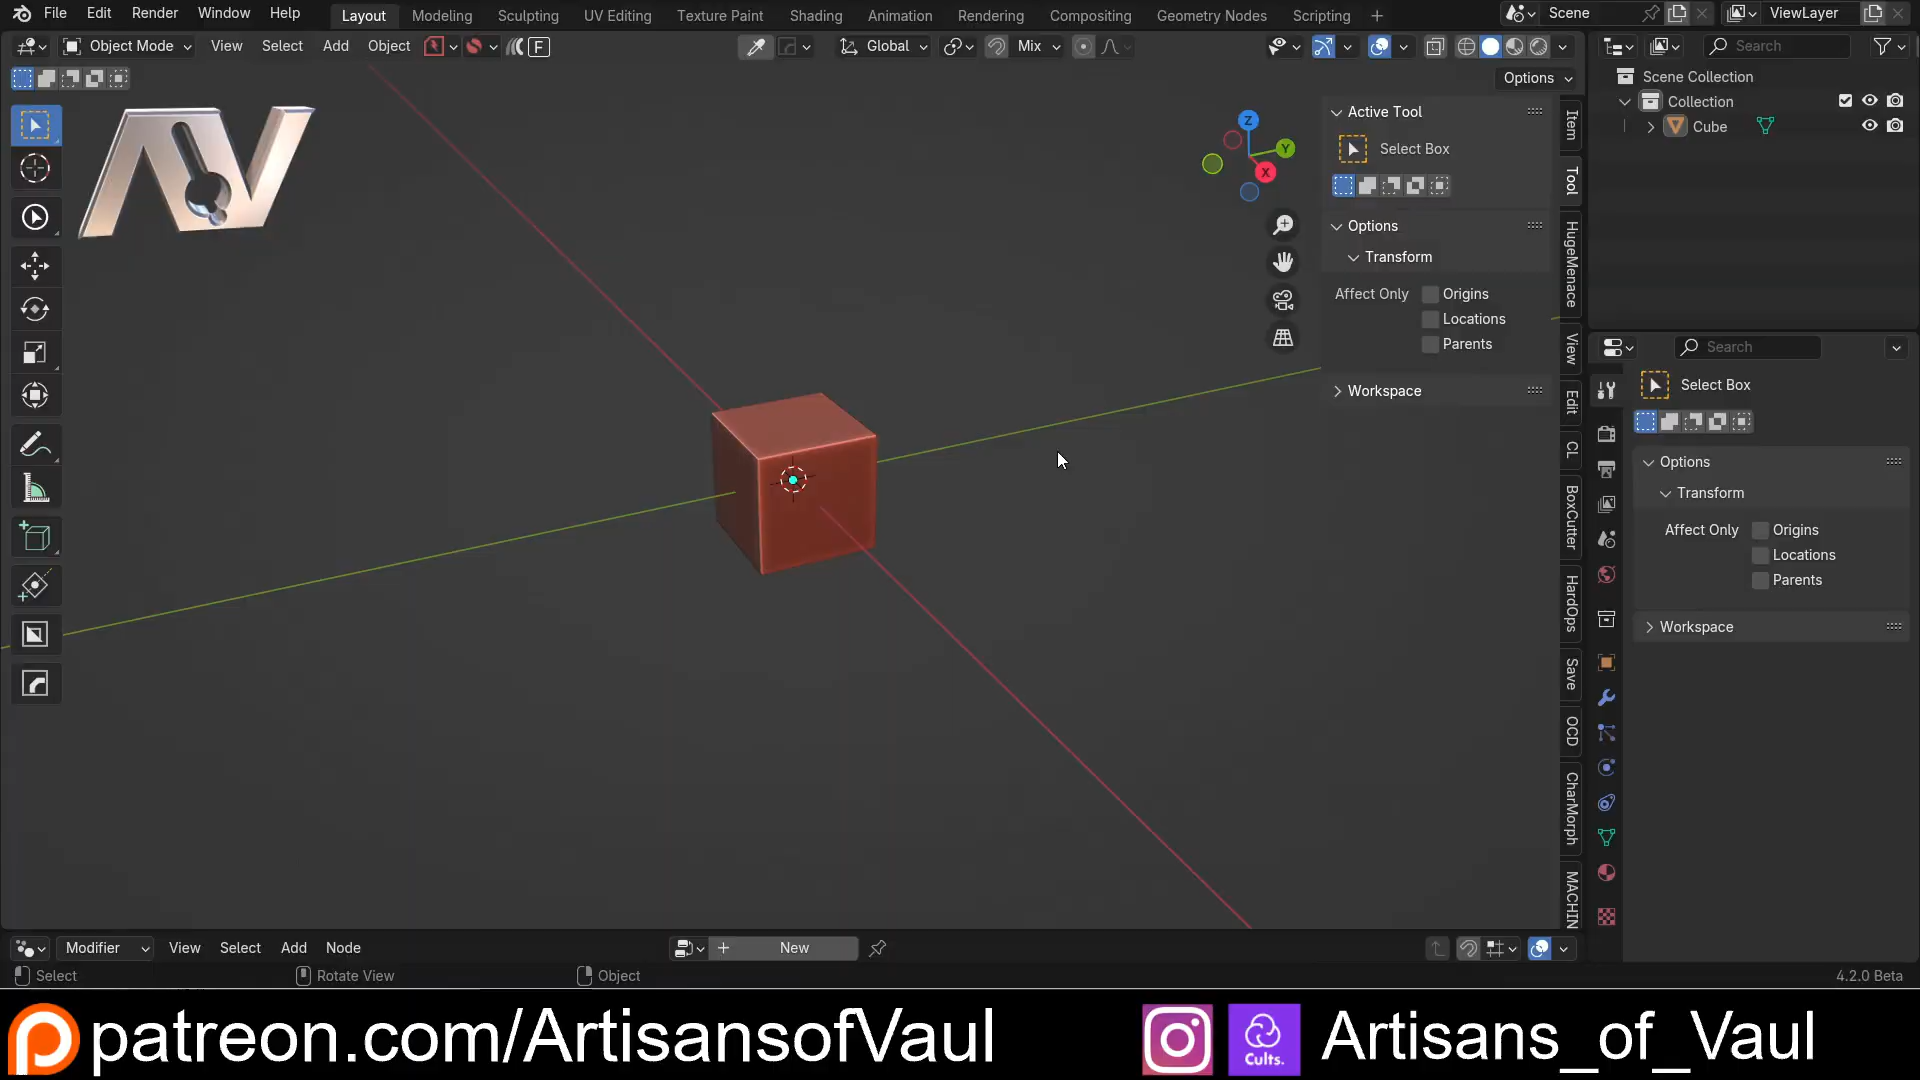 File Edit Render Window Help Layout Modeling Sculpting UV Editing Texture Paint Shading Animation Rendering Compositing Geometry Nodes Scripting + Scene ViewLayer
Object Mode View Select Add Object F Global Mix Search
Options
Scene Collection
Collection
Cube
Active Tool
Select Box
Options
Transform
Affect Only Origins
Locations
Parents
Workspace
Z
Y
X
Item
Tool
HugeMenace
View
Edit
CL
BoxCutter
HardOps
Save
OCD
CharMorph
MACHIN
Search
Select Box
Options
Transform
Affect Only Origins
Locations
Parents
Workspace
Modifier View Select Add Node + New
Select Rotate View Object 4.2.0 Beta
patreon.com/ArtisansofVaul Cults. Artisans_of_Vaul
AV